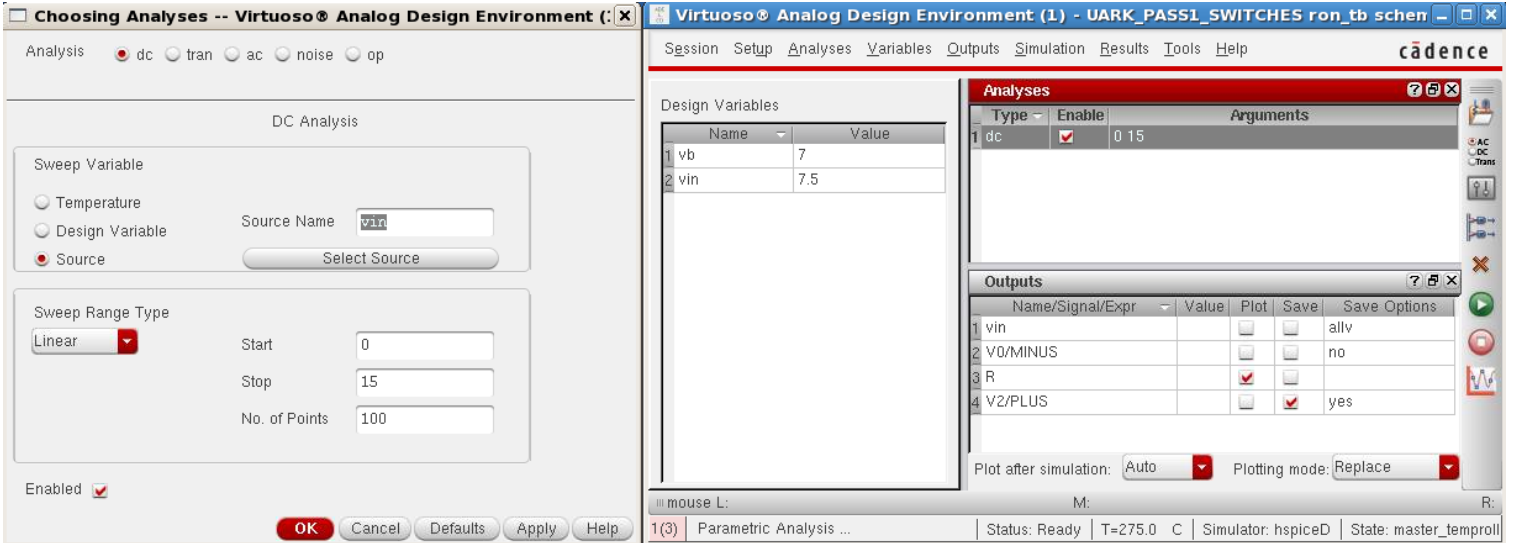 Choosing Analyses -- Virtuoso® Analog Design Environment (:
Analysis dc tran ac noise op
DC Analysis
Sweep Variable
Temperature
Design Variable
Source
Source Name vin
Select Source
Sweep Range Type
Linear
Start 0
Stop 15
No. of Points 100
Enabled
OK Cancel Defaults Apply Help
Virtuoso® Analog Design Environment (1) - UARK_PASS1_SWITCHES ron_tb schem
Session Setup Analyses Variables Outputs Simulation Results Tools Help cādence
Design Variables
Name Value
1 vb 7
2 vin 7.5
Analyses
Type Enable Arguments
1 dc 0 15
Outputs
Name/Signal/Expr Value Plot Save Save Options
1 vin allv
2 V0/MINUS no
3 R
4 V2/PLUS yes
Plot after simulation: Auto Plotting mode: Replace
AC
DC
Trans
mouse L: M: R:
1(3) Parametric Analysis ... Status: Ready T=275.0 C Simulator: hspiceD State: master_temproll